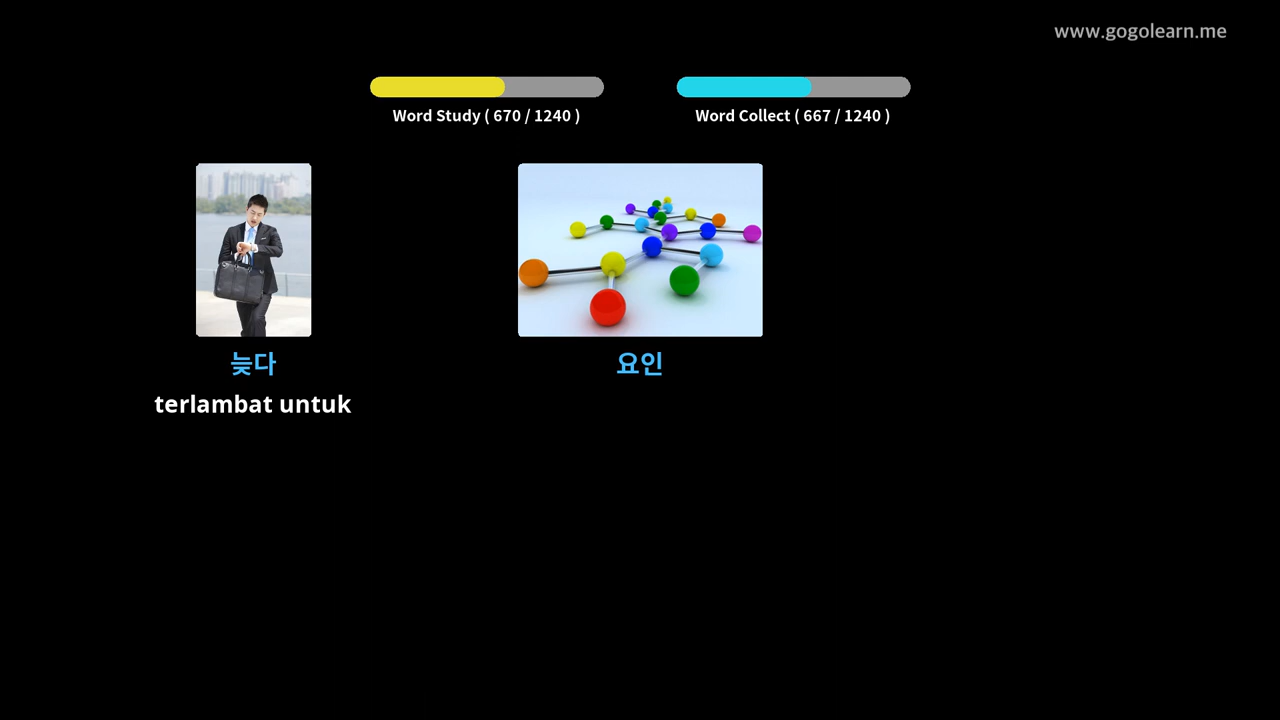 www.gogolearn.me
Word Study ( 670 / 1240 )
Word Collect ( 667 / 1240 )
늦다
terlambat untuk
요인